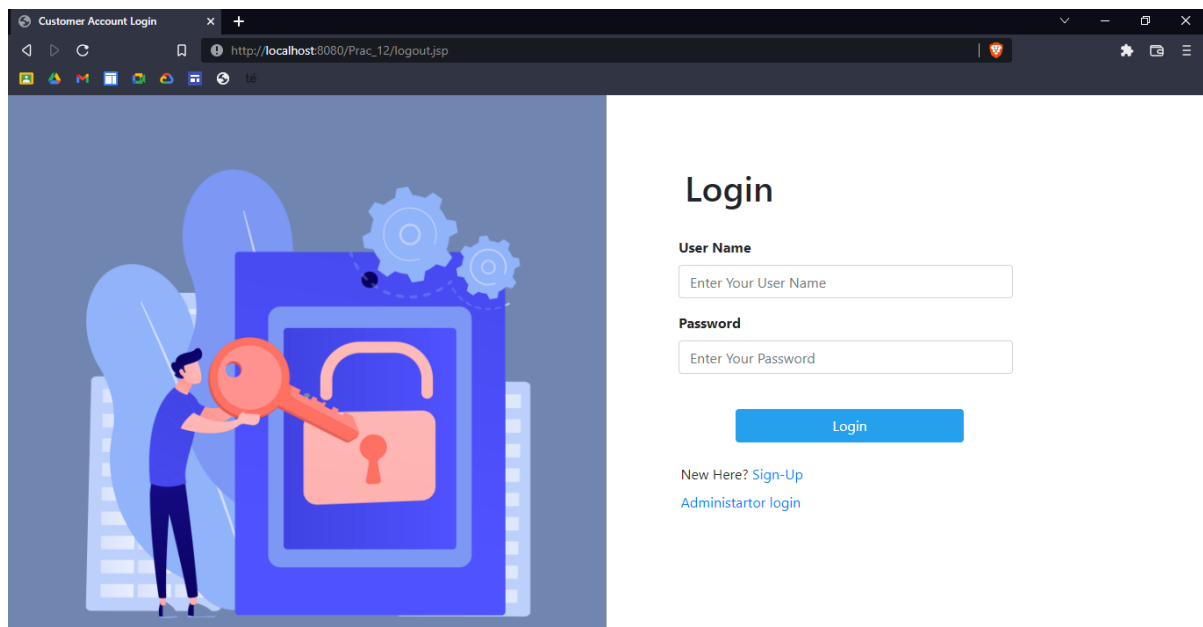 Customer Account Login
http://localhost:8080/Prac_12/logout.jsp
té
Login
User Name
Enter Your User Name
Password
Enter Your Password
Login
New Here? Sign-Up
Administartor login